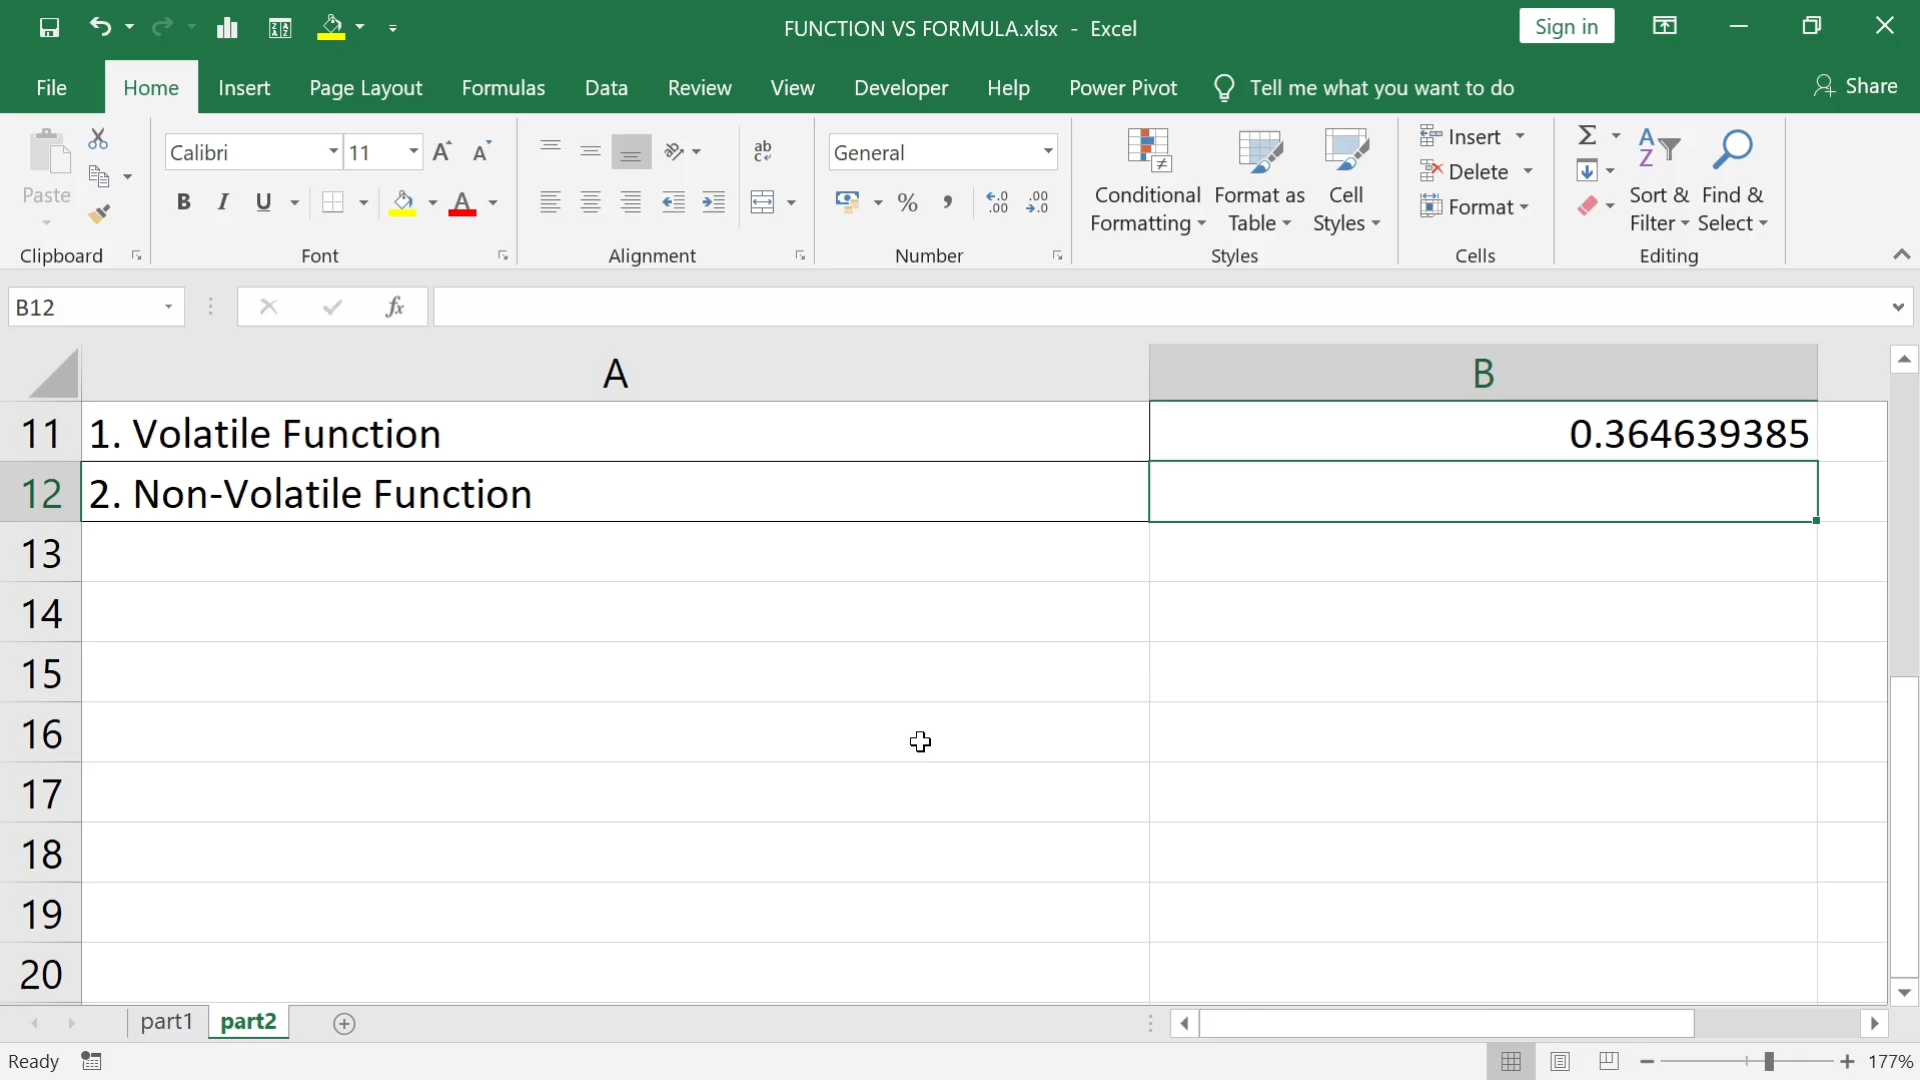 FUNCTION VS FORMULA.xlsx - Excel
Sign in
File Home Insert Page Layout Formulas Data Review View Developer Help Power Pivot Tell me what you want to do Share
Paste
Clipboard
Calibri 11
B I U A
Font
ab
Alignment
General
% , .00
Number
Conditional Formatting
Format as Table
Cell Styles
Styles
Insert
Delete
Format
Cells
Σ
Sort & Filter
Find & Select
Editing
B12 fx
A B
11 1. Volatile Function 0.364639385
12 2. Non-Volatile Function
13
14
15
16
17
18
19
20
part1 part2
Ready 177%